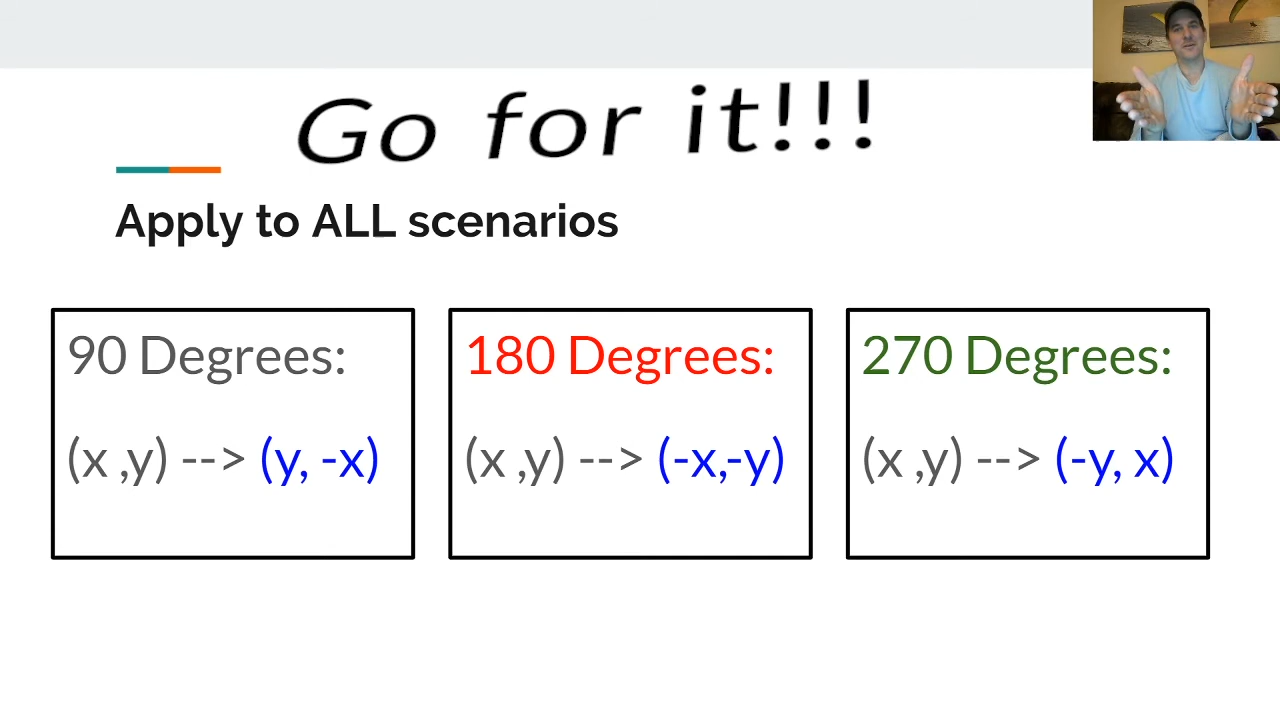 Go for it!!!
Apply to ALL scenarios
90 Degrees:
(x ,y) --> (y, -x)
180 Degrees:
(x ,y) --> (-x,-y)
270 Degrees:
(x ,y) --> (-y, x)